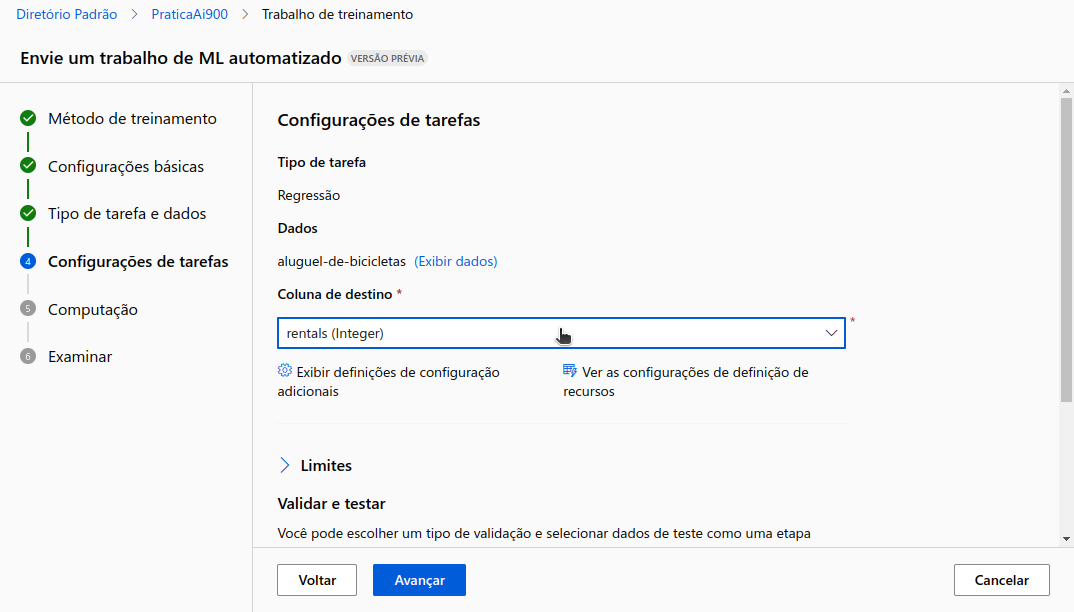 Diretório Padrão > PraticaAi900 > Trabalho de treinamento
Envie um trabalho de ML automatizado VERSÃO PRÉVIA
Método de treinamento
Configurações básicas
Tipo de tarefa e dados
4 Configurações de tarefas
5 Computação
6 Examinar
Configurações de tarefas
Tipo de tarefa
Regressão
Dados
aluguel-de-bicicletas (Exibir dados)
Coluna de destino *
rentals (Integer) *
Exibir definições de configuração
adicionais
Ver as configurações de definição de
recursos
Limites
Validar e testar
Você pode escolher um tipo de validação e selecionar dados de teste como uma etapa
Voltar
Avançar
Cancelar